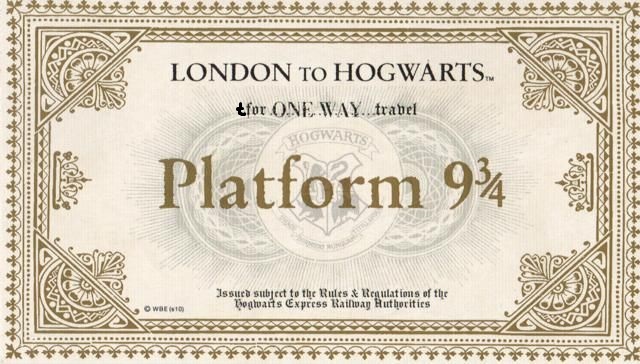 LONDON TO HOGWARTS™
for ONE WAY...travel
HOGWARTS
Platform 9¾
Issued subject to the Rules & Regulations of the
Hogwarts Express Railway Authorities
© WBE (s10)